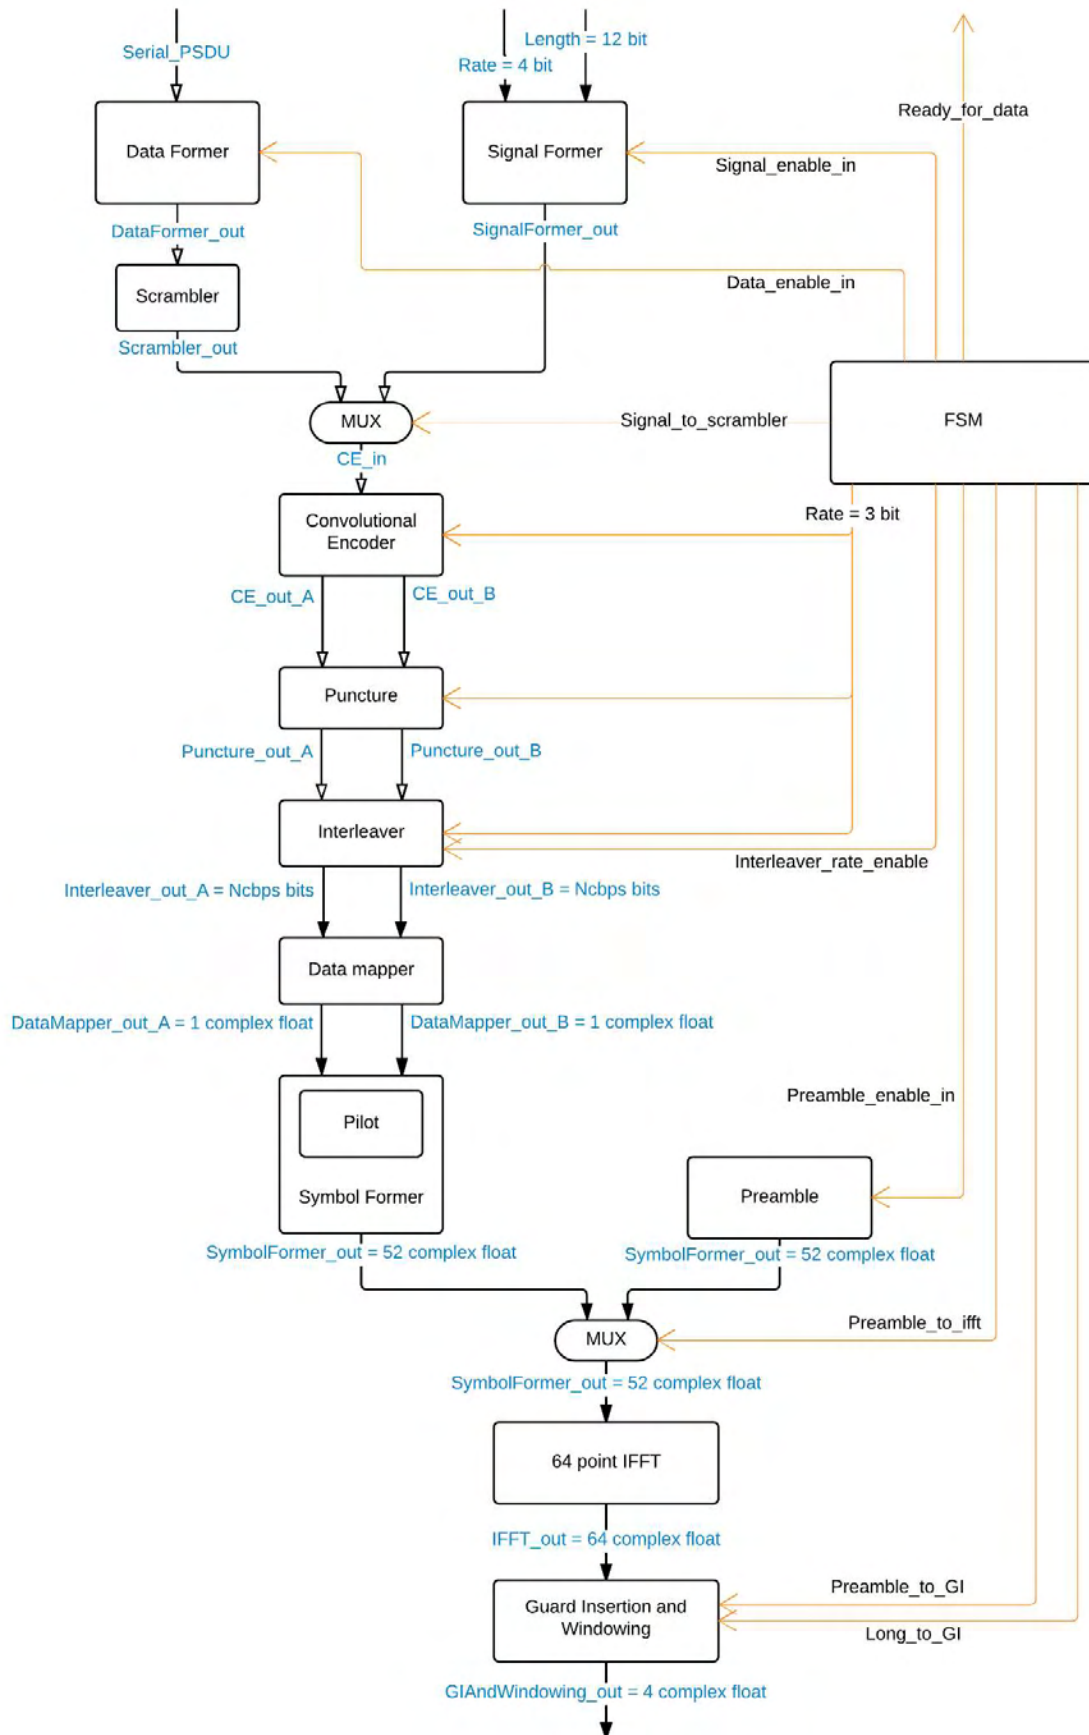 Serial_PSDU
Length = 12 bit
Rate = 4 bit
Ready_for_data
Data Former
Signal Former
Signal_enable_in
DataFormer_out
SignalFormer_out
Data_enable_in
Scrambler
Scrambler_out
MUX
Signal_to_scrambler
FSM
CE_in
Convolutional
Encoder
Rate = 3 bit
CE_out_A
CE_out_B
Puncture
Puncture_out_A
Puncture_out_B
Interleaver
Interleaver_rate_enable
Interleaver_out_A = Ncbps bits
Interleaver_out_B = Ncbps bits
Data mapper
DataMapper_out_A = 1 complex float
DataMapper_out_B = 1 complex float
Pilot
Preamble_enable_in
Symbol Former
Preamble
SymbolFormer_out = 52 complex float
SymbolFormer_out = 52 complex float
MUX
Preamble_to_ifft
SymbolFormer_out = 52 complex float
64 point IFFT
IFFT_out = 64 complex float
Guard Insertion and
Windowing
Preamble_to_GI
Long_to_GI
GIAndWindowing_out = 4 complex float